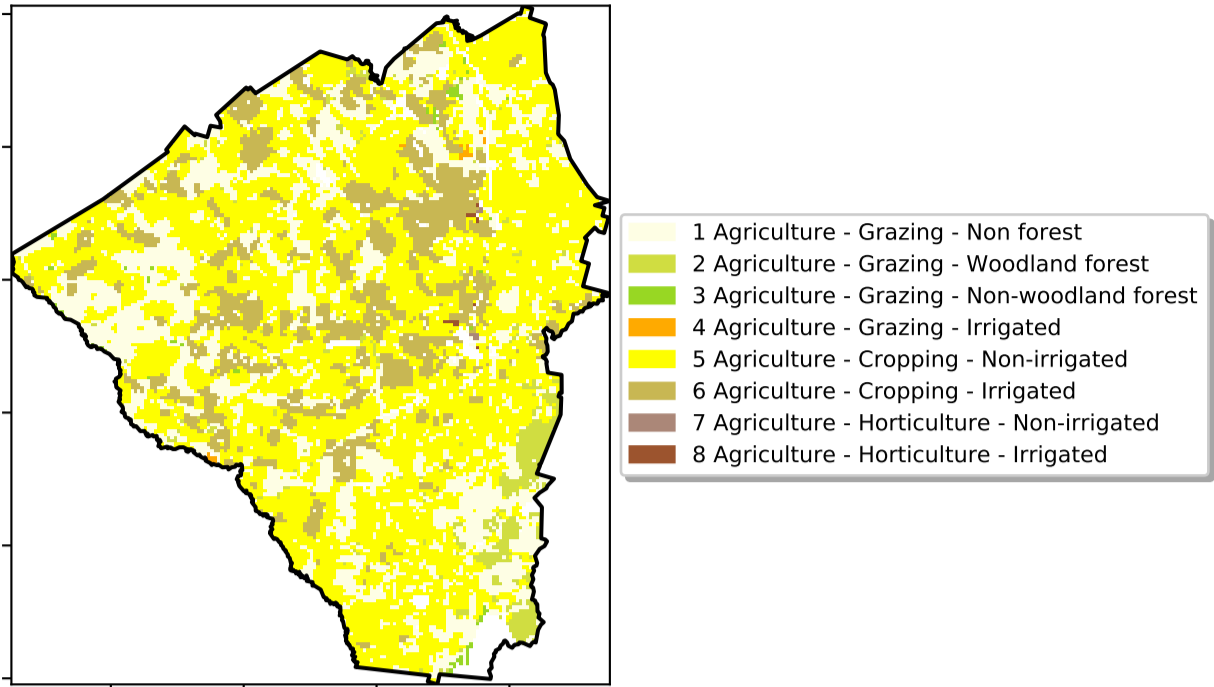 1 Agriculture - Grazing - Non forest
2 Agriculture - Grazing - Woodland forest
3 Agriculture - Grazing - Non-woodland forest
4 Agriculture - Grazing - Irrigated
5 Agriculture - Cropping - Non-irrigated
6 Agriculture - Cropping - Irrigated
7 Agriculture - Horticulture - Non-irrigated
8 Agriculture - Horticulture - Irrigated